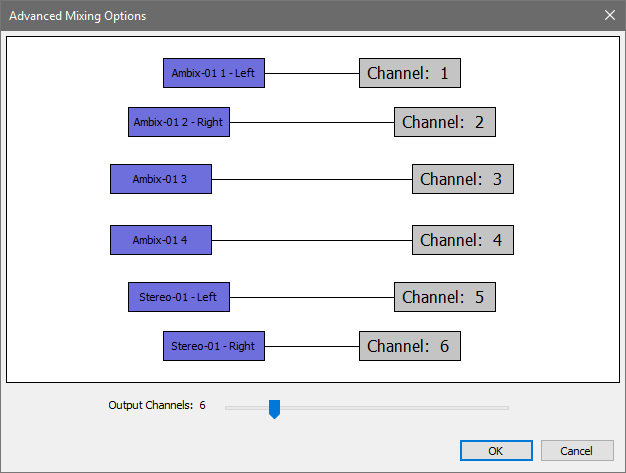 Advanced Mixing Options
Ambix-01 1 - Left Channel: 1
Ambix-01 2 - Right Channel: 2
Ambix-01 3 Channel: 3
Ambix-01 4 Channel: 4
Stereo-01 - Left Channel: 5
Stereo-01 - Right Channel: 6
Output Channels: 6
OK Cancel